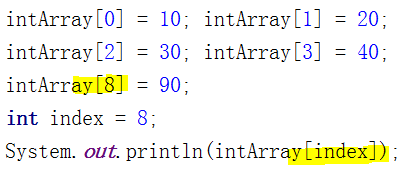 intArray[0] = 10; intArray[1] = 20;
intArray[2] = 30; intArray[3] = 40;
intArray[8] = 90;
int index = 8;
System.out.println(intArray[index]);